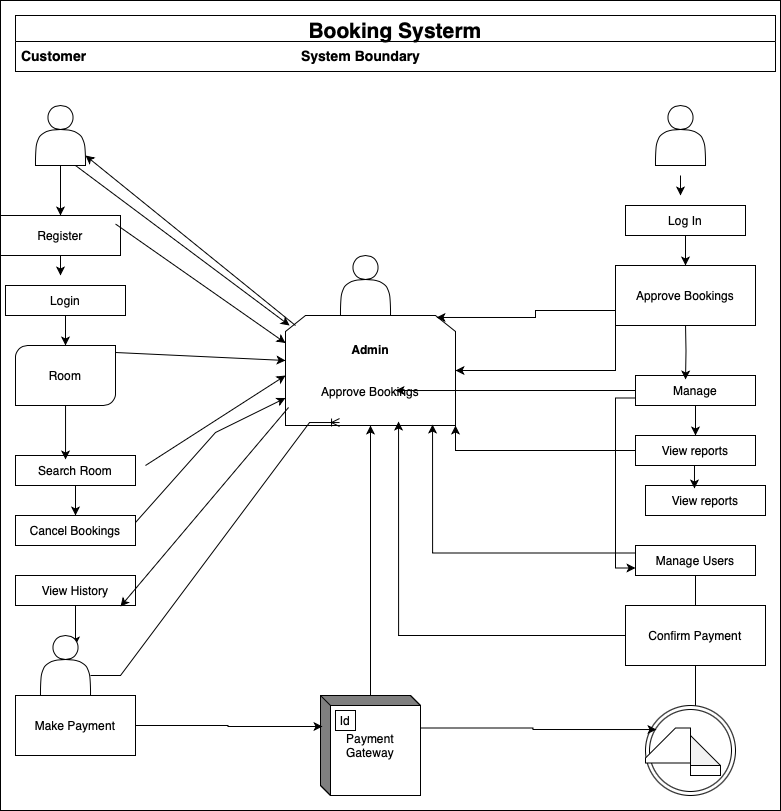 Booking Systerm
Customer
System Boundary
Register
Log In
Login
Approve Bookings
Admin
Room
Approve Bookings
Manage
Search Room
View reports
Cancel Bookings
View reports
Manage Users
View History
Confirm Payment
Make Payment
Id
Payment
Gateway